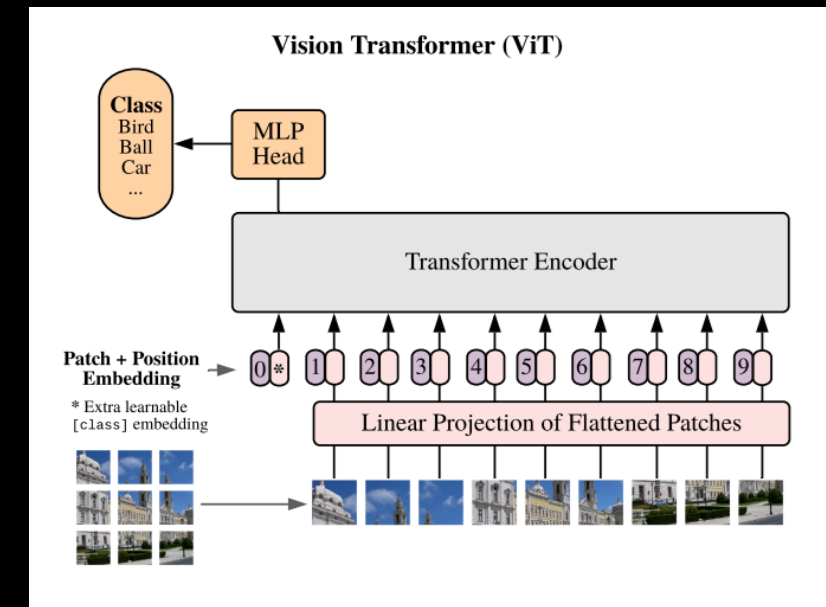 Vision Transformer (ViT)
Class
Bird
Ball
Car
...
MLP
Head
Transformer Encoder
Patch + Position
Embedding
* Extra learnable
[class] embedding
0 * 1 2 3 4 5 6 7 8 9
Linear Projection of Flattened Patches